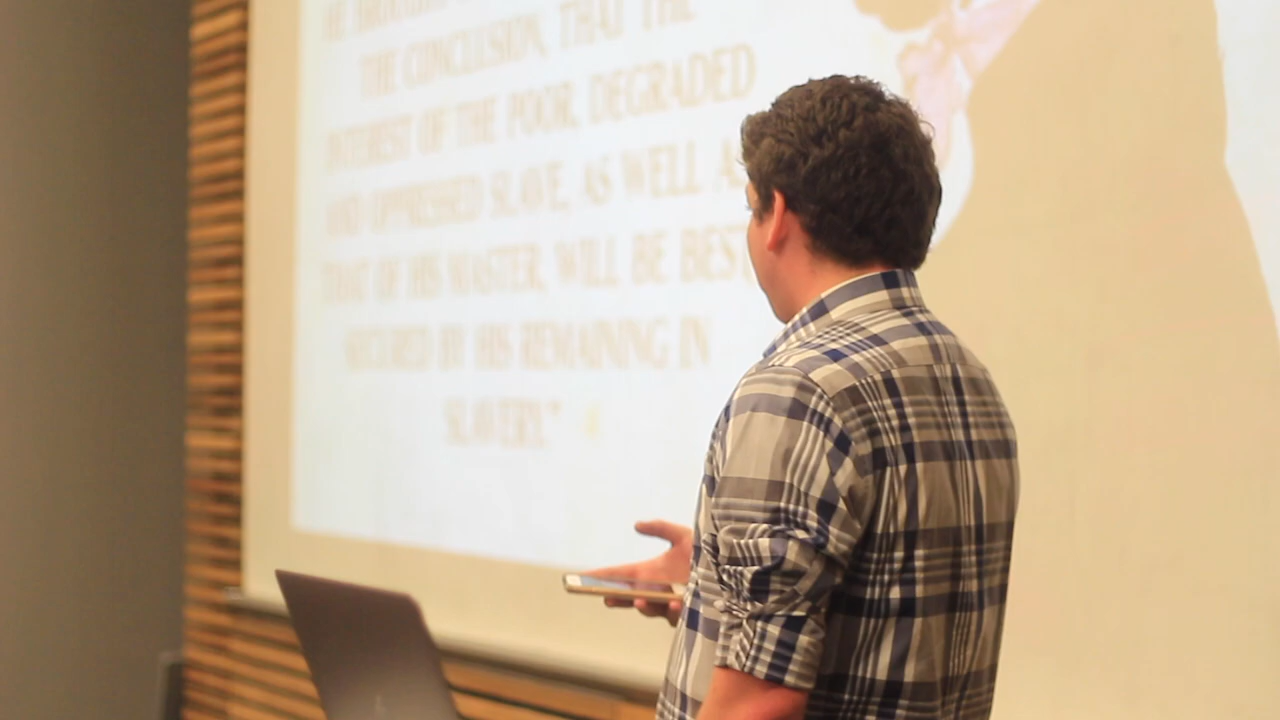 THE CONCLUSION, THAT THE
INTEREST OF THE POOR, DEGRADED
AND OPPRESSED SLAVE, AS WELL AS
THAT OF HIS MASTER, WILL BE BEST
SECURED BY HIS REMAINING IN
SLAVERY."